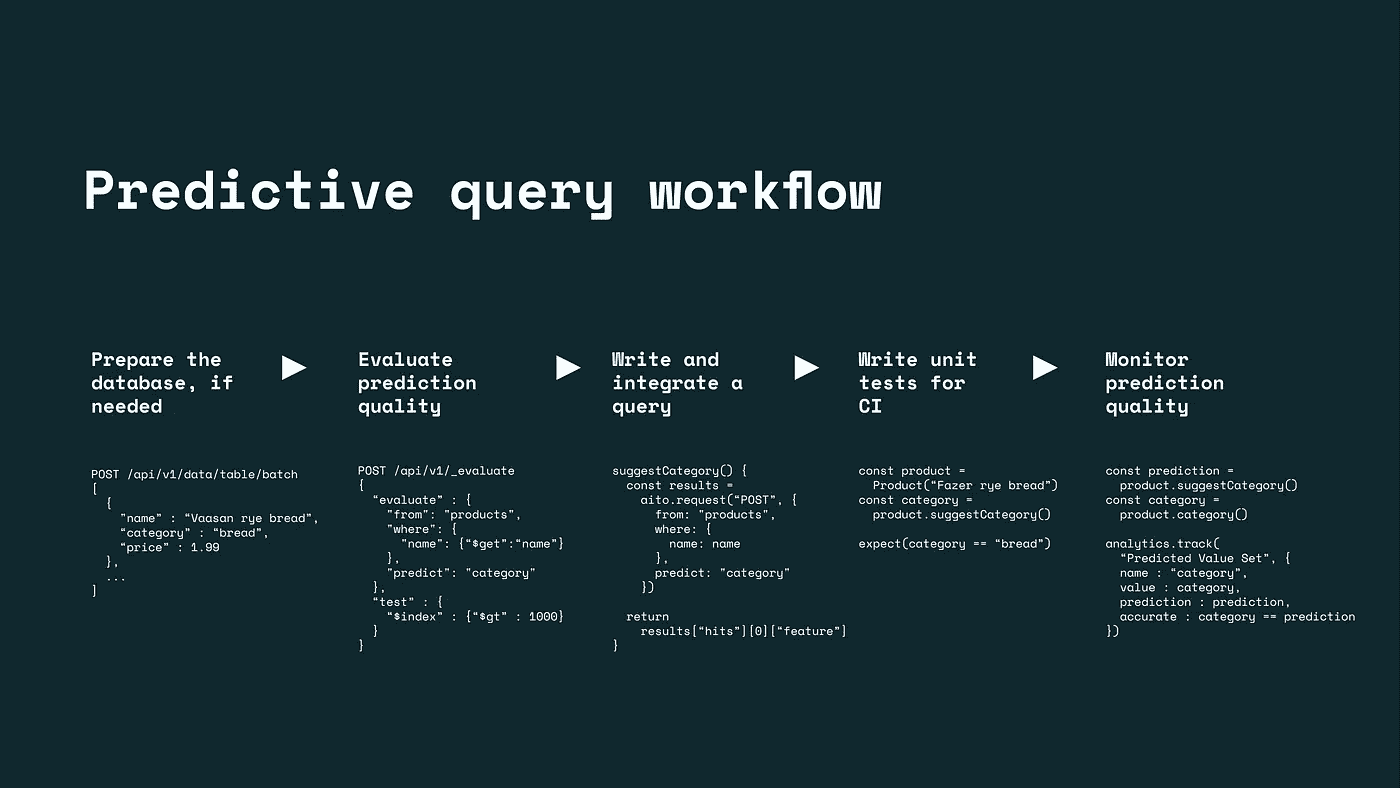 Predictive query workflow
Prepare the
database, if
needed
Evaluate
prediction
quality
Write and
integrate a
query
Write unit
tests for
CI
Monitor
prediction
quality
POST /api/v1/data/table/batch
[
  {
    "name" : “Vaasan rye bread”,
    “category” : “bread”,
    “price” : 1.99
  },
  ...
]
POST /api/v1/_evaluate
{
  “evaluate” : {
    "from": "products",
    "where": {
      "name": {“$get”:“name”}
    },
    "predict": "category"
  },
  “test” : {
    “$index” : {“$gt” : 1000}
  }
}
suggestCategory() {
  const results =
    aito.request(“POST”, {
      from: "products",
      where: {
        name: name
      },
      predict: "category"
    })
  return
    results[“hits”][0][“feature”]
}
const product =
  Product(“Fazer rye bread”)
const category =
  product.suggestCategory()
expect(category == “bread”)
const prediction =
  product.suggestCategory()
const category =
  product.category()
analytics.track(
  “Predicted Value Set”, {
  name : “category”,
  value : category,
  prediction : prediction,
  accurate : category == prediction
})